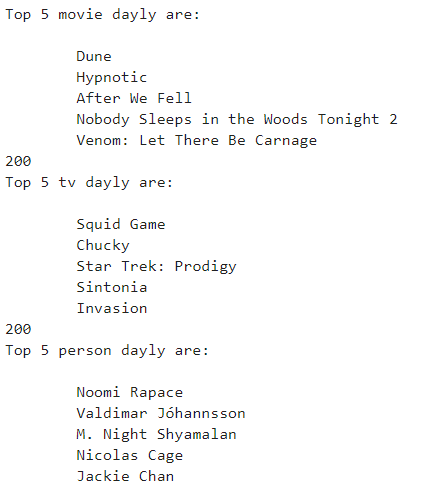 Top 5 movie dayly are:
Dune
Hypnotic
After We Fell
Nobody Sleeps in the Woods Tonight 2
Venom: Let There Be Carnage
200
Top 5 tv dayly are:
Squid Game
Chucky
Star Trek: Prodigy
Sintonia
Invasion
200
Top 5 person dayly are:
Noomi Rapace
Valdimar Jóhannsson
M. Night Shyamalan
Nicolas Cage
Jackie Chan